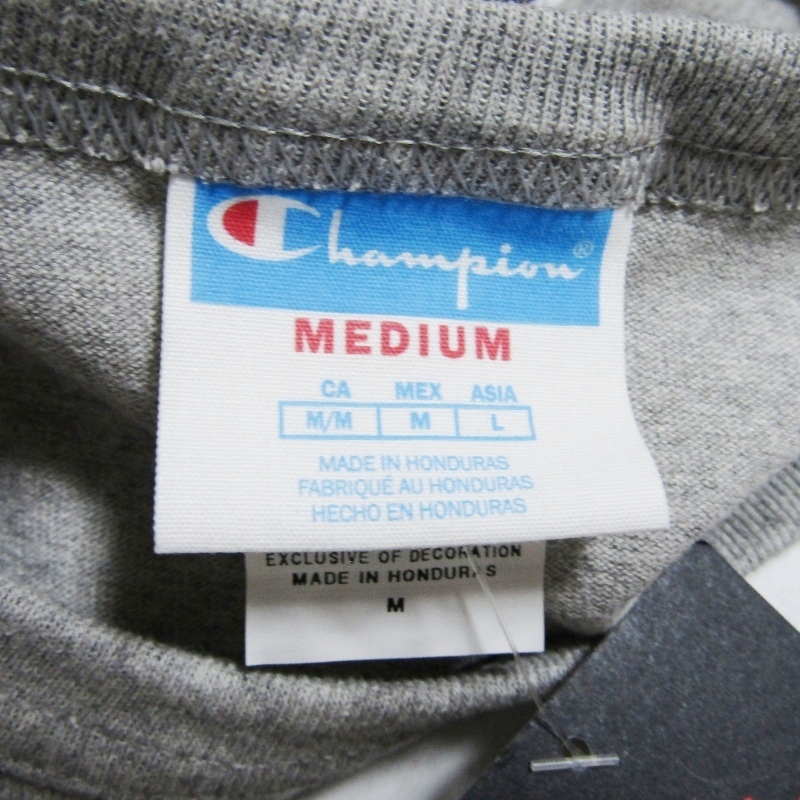 Champion®
MEDIUM
CA MEX ASIA
M/M M L
MADE IN HONDURAS
FABRIQUÉ AU HONDURAS
HECHO EN HONDURAS
EXCLUSIVE OF DECORATION
MADE IN HONDURAS
M